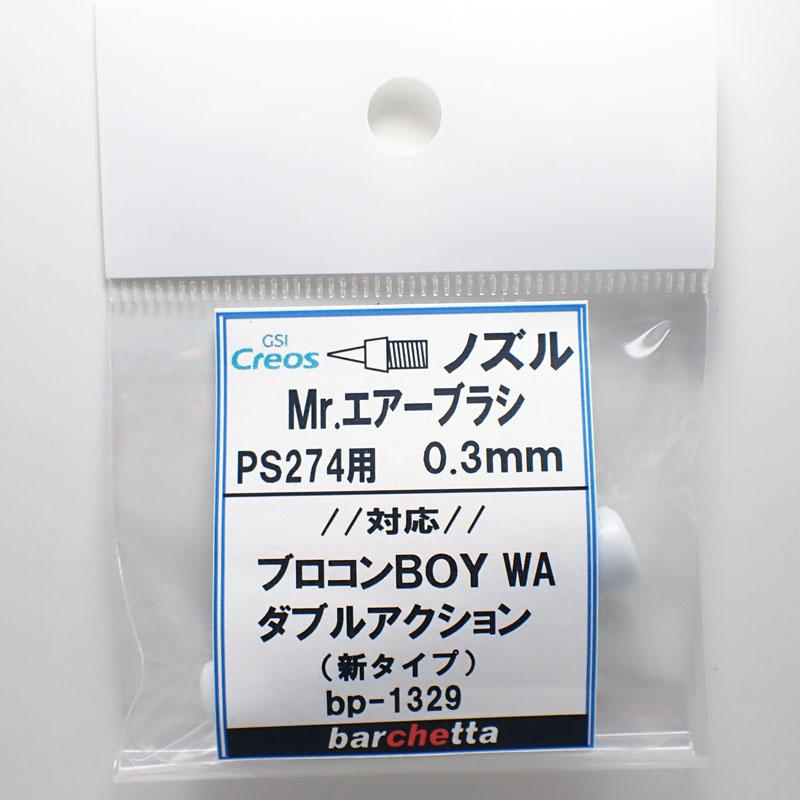 GSI
Creos ノズル
Mr.エアーブラシ
PS274用 0.3mm
//対応//
ブロコンBOY WA
ダブルアクション
(新タイプ)
bp-1329
barchetta